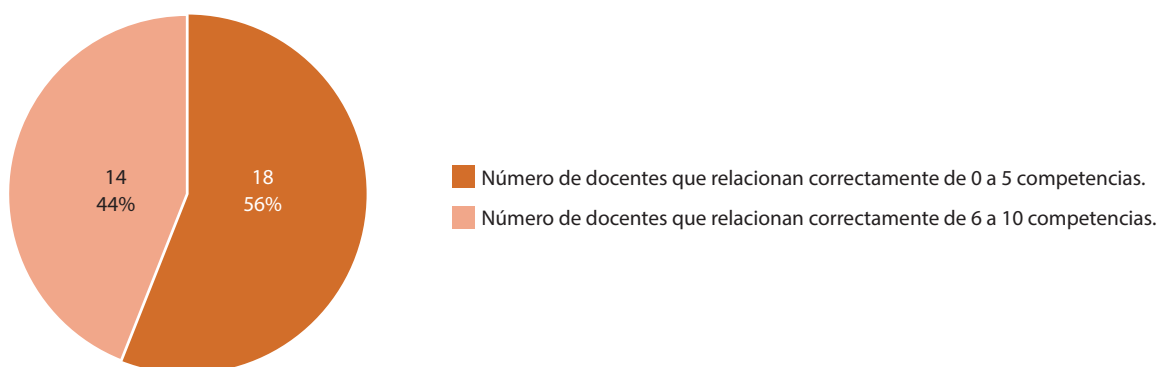 14
44%
18
56%
Número de docentes que relacionan correctamente de 0 a 5 competencias.
Número de docentes que relacionan correctamente de 6 a 10 competencias.